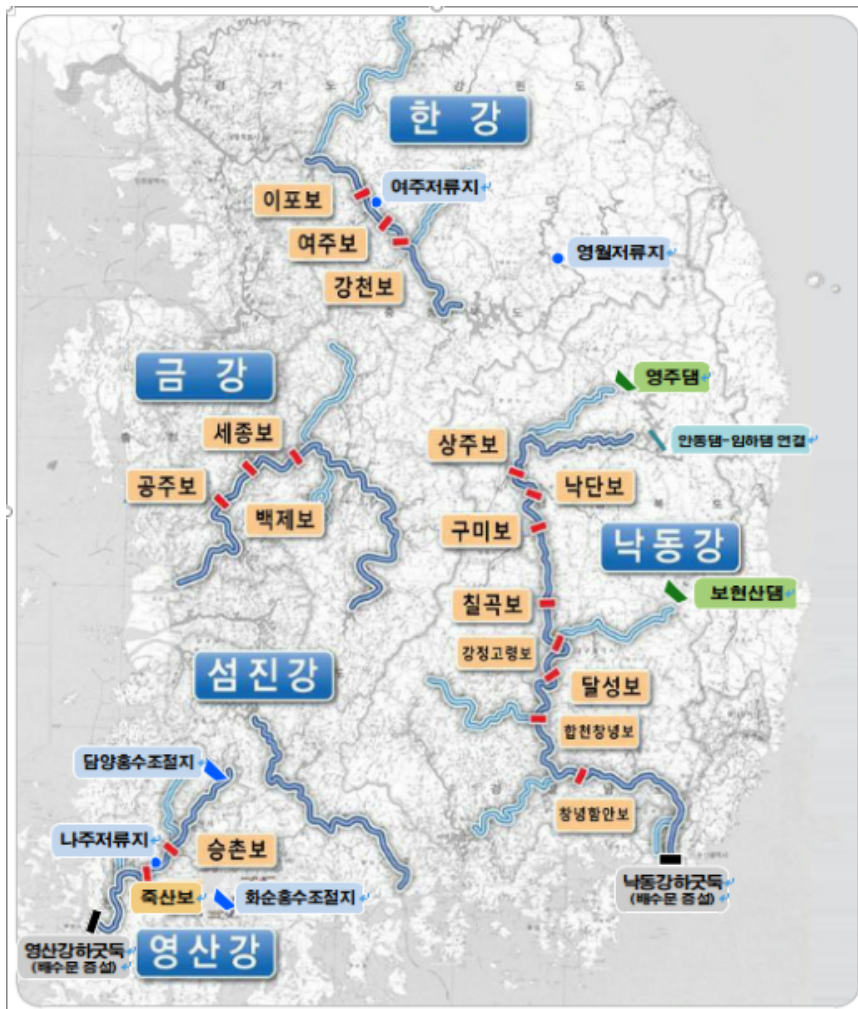 한 강
여주저류지
이포보
여주보
영월저류지
강천보
금 강
영주댐
세종보
상주보
안동댐-임하댐 연결
공주보
낙단보
백제보
구미보
낙동강
보현산댐
칠곡보
강정고령보
섬진강
달성보
합천창녕보
담양홍수조절지
나주저류지
승촌보
창녕함안보
죽산보
화순홍수조절지
낙동강하굿둑
(배수문 증설)
영산강하굿둑
(배수문 증설)
영산강